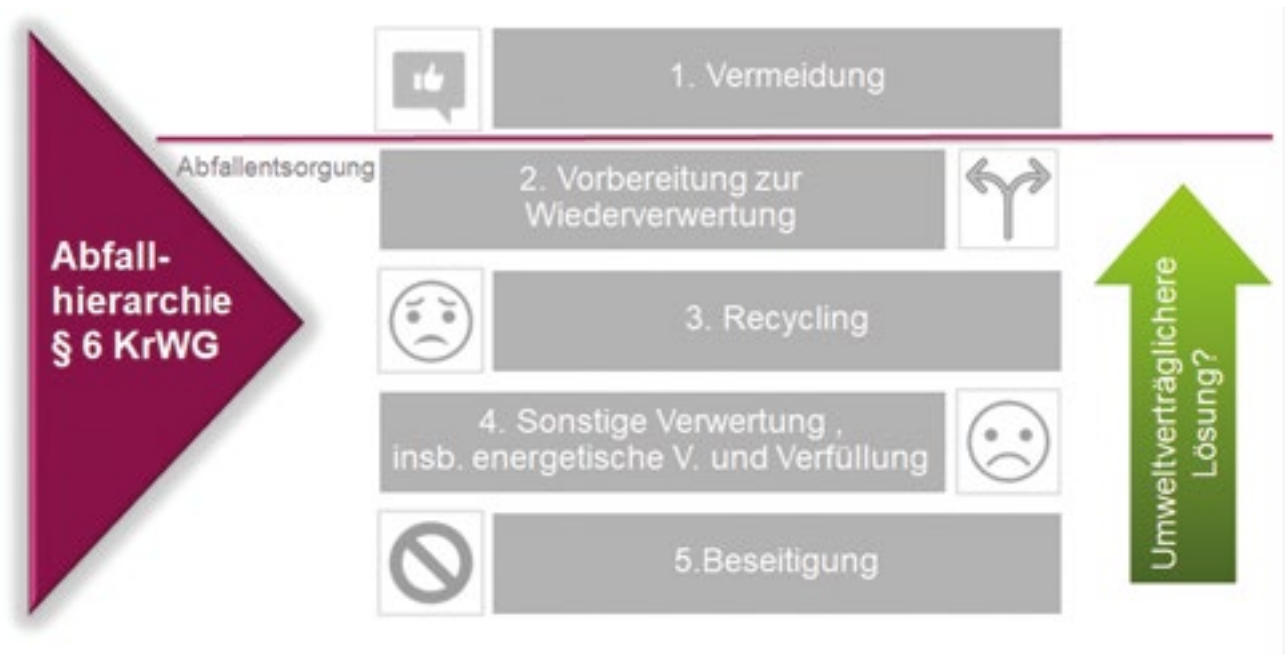 1. Vermeidung
Abfallentsorgung
2. Vorbereitung zur
Wiederverwertung
Abfall-
hierarchie
§ 6 KrWG
3. Recycling
4. Sonstige Verwertung ,
insb. energetische V. und Verfüllung
5.Beseitigung
Umweltverträglichere
Lösung?